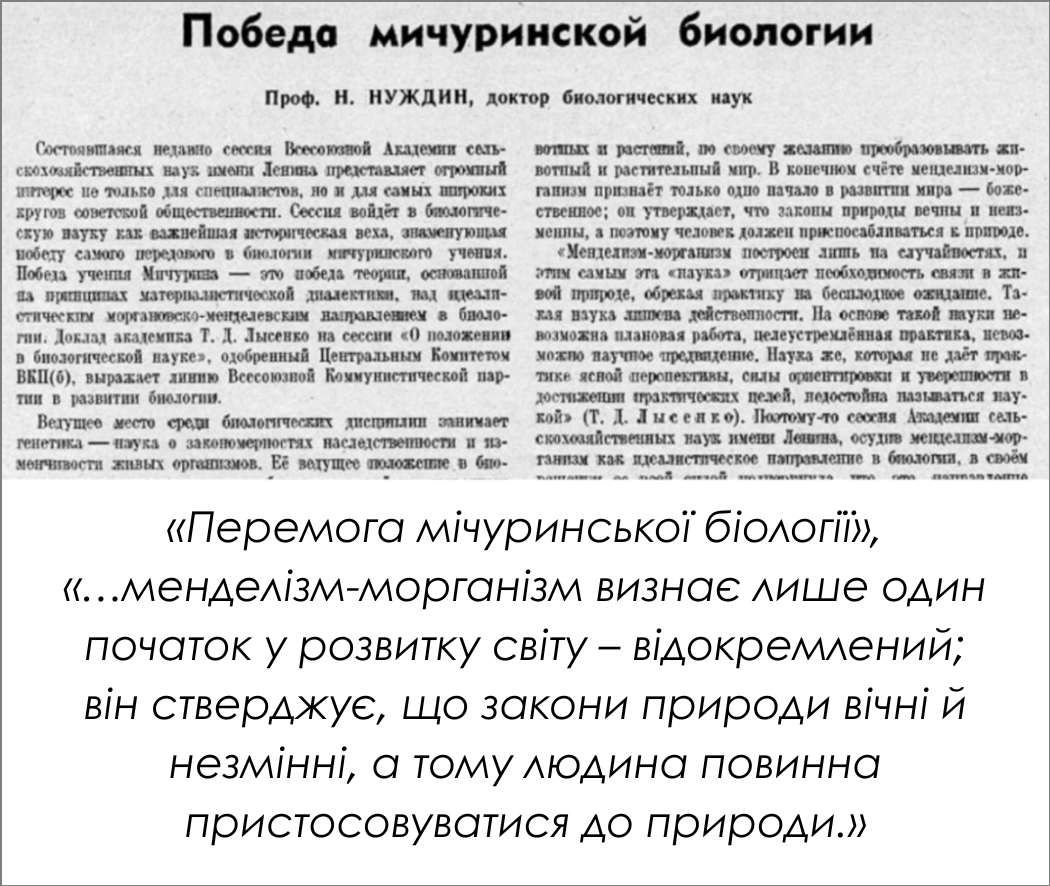 Победа мичуринской биологии
Проф. Н. НУЖДИН, доктор биологических наук
Состоявшаяся недавно сессия Всесоюзной Академии сель-
скохозяйственных наук имени Ленина представляет огромный
интерес не только для специалистов, но и для самых широких
кругов советской общественности. Сессия войдёт в биологиче-
скую науку как важнейшая историческая веха, знаменующая
победу самого передового в биологии мичуринского учения.
Победа учения Мичурина — это победа теории, основанной
на принципах материалистической диалектики, над идеали-
стическим моргановско-менделевским направлением в биоло-
гии. Доклад академика Т. Д. Лысенко на сессии «О положении
в биологической науке», одобренный Центральным Комитетом
ВКП(б), выражает линию Всесоюзной Коммунистической пар-
тии в развитии биологии.
Ведущее место среди биологических дисциплин занимает
генетика — наука о закономерностях наследственности и из-
менчивости живых организмов. Её ведущее положение в био-
вотных и растений, по своему желанию преобразовывать жи-
вотный и растительный мир. В конечном счёте менделизм-мор-
ганизм признаёт только одно начало в развитии мира — боже-
ственное; он утверждает, что законы природы вечны и неиз-
менны, а поэтому человек должен приспосабливаться к природе.
«Менделизм-морганизм построен лишь на случайностях, и
этим самым эта «наука» отрицает необходимость связи в жи-
вой природе, обрекая практику на бесплодное ожидание. Та-
кая наука лишена действенности. На основе такой науки не-
возможна плановая работа, целеустремлённая практика, невоз-
можно научное предвидение. Наука же, которая не даёт прак-
тике ясной перспективы, силы ориентировки и уверенности в
достижении практических целей, недостойна называться нау-
кой» (Т. Д. Лысенко). Поэтому-то сессия Академии сель-
скохозяйственных наук имени Ленина, осудив менделизм-мор-
ганизм как идеалистическое направление в биологии, в своём
«Перемога мічуринської біології»,
«…менделізм-морганізм визнає лише один
початок у розвитку світу – відокремлений;
він стверджує, що закони природи вічні й
незмінні, а тому людина повинна
пристосовуватися до природи.»